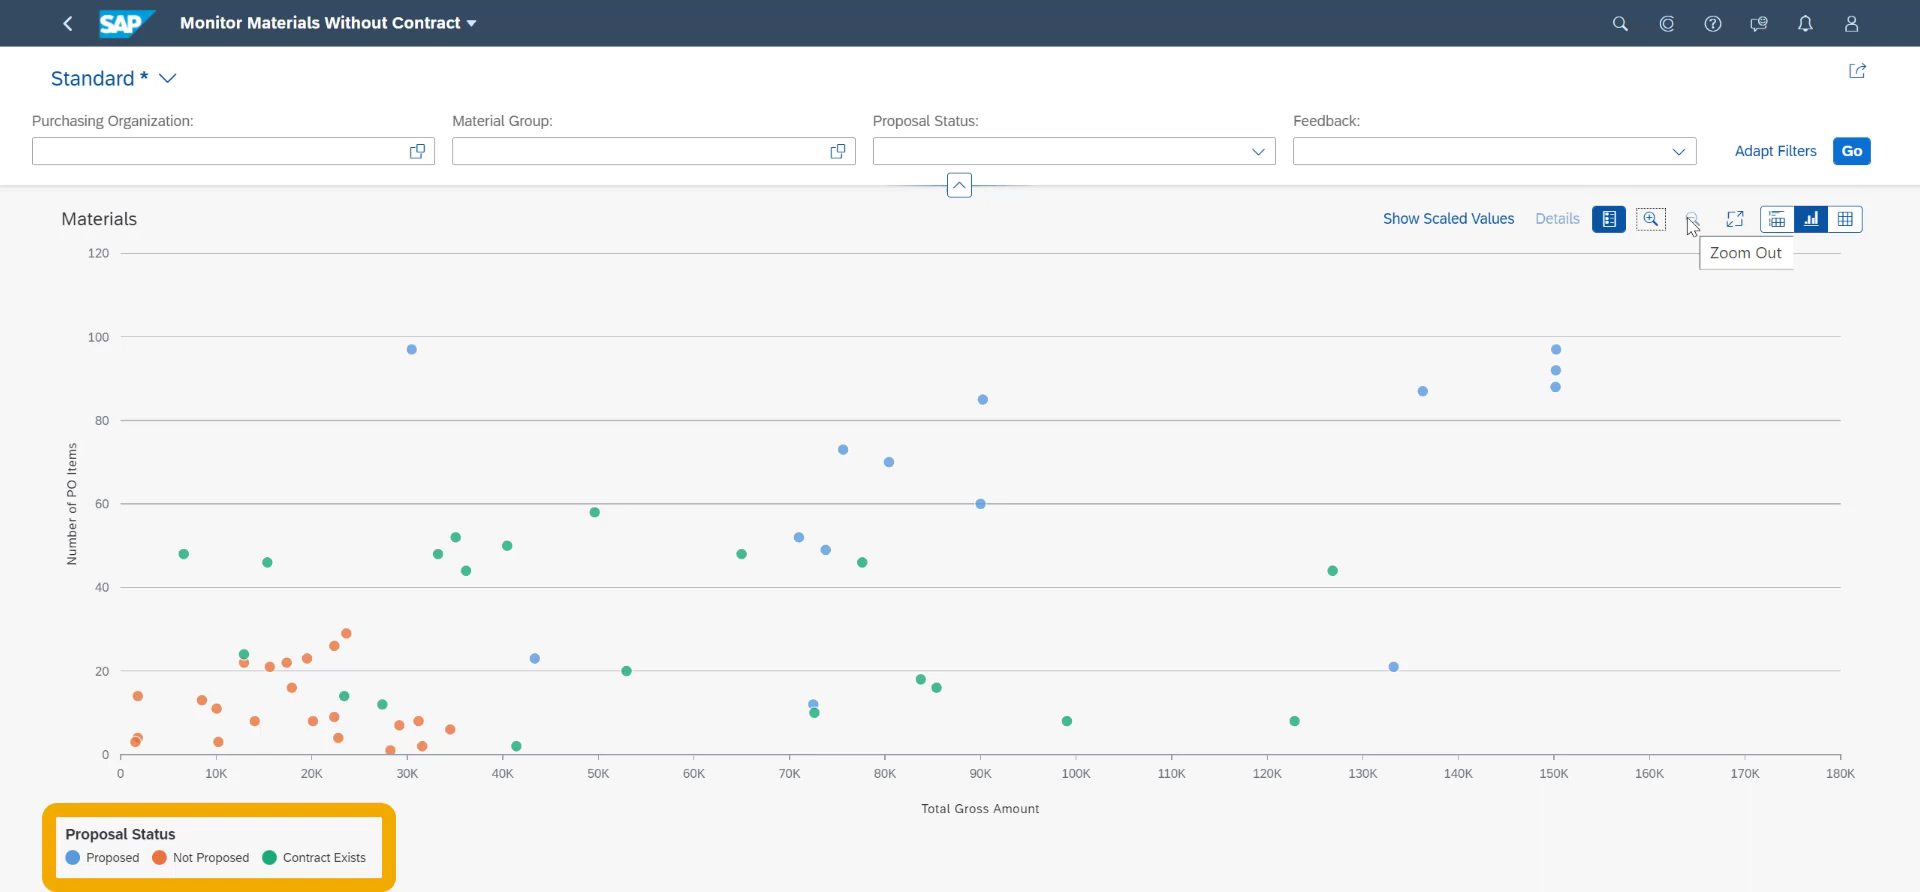 SAP Monitor Materials Without Contract
Standard *
Purchasing Organization: Material Group: Proposal Status: Feedback:
Adapt Filters Go
Materials Show Scaled Values Details
Zoom Out
120
100
80
60
40
20
0
Number of PO Items
0 10K 20K 30K 40K 50K 60K 70K 80K 90K 100K 110K 120K 130K 140K 150K 160K 170K 180K
Total Gross Amount
Proposal Status
Proposed Not Proposed Contract Exists